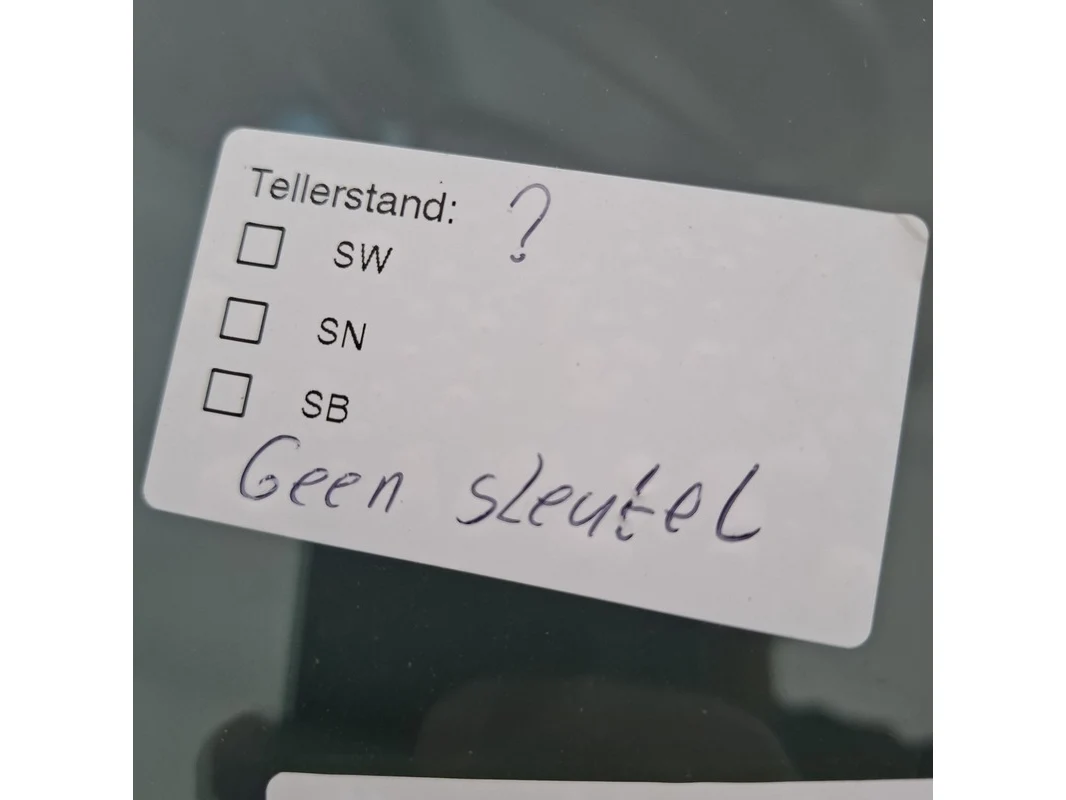 Tellerstand: ?
☐ SW
☐ SN
☐ SB
Geen sleutel